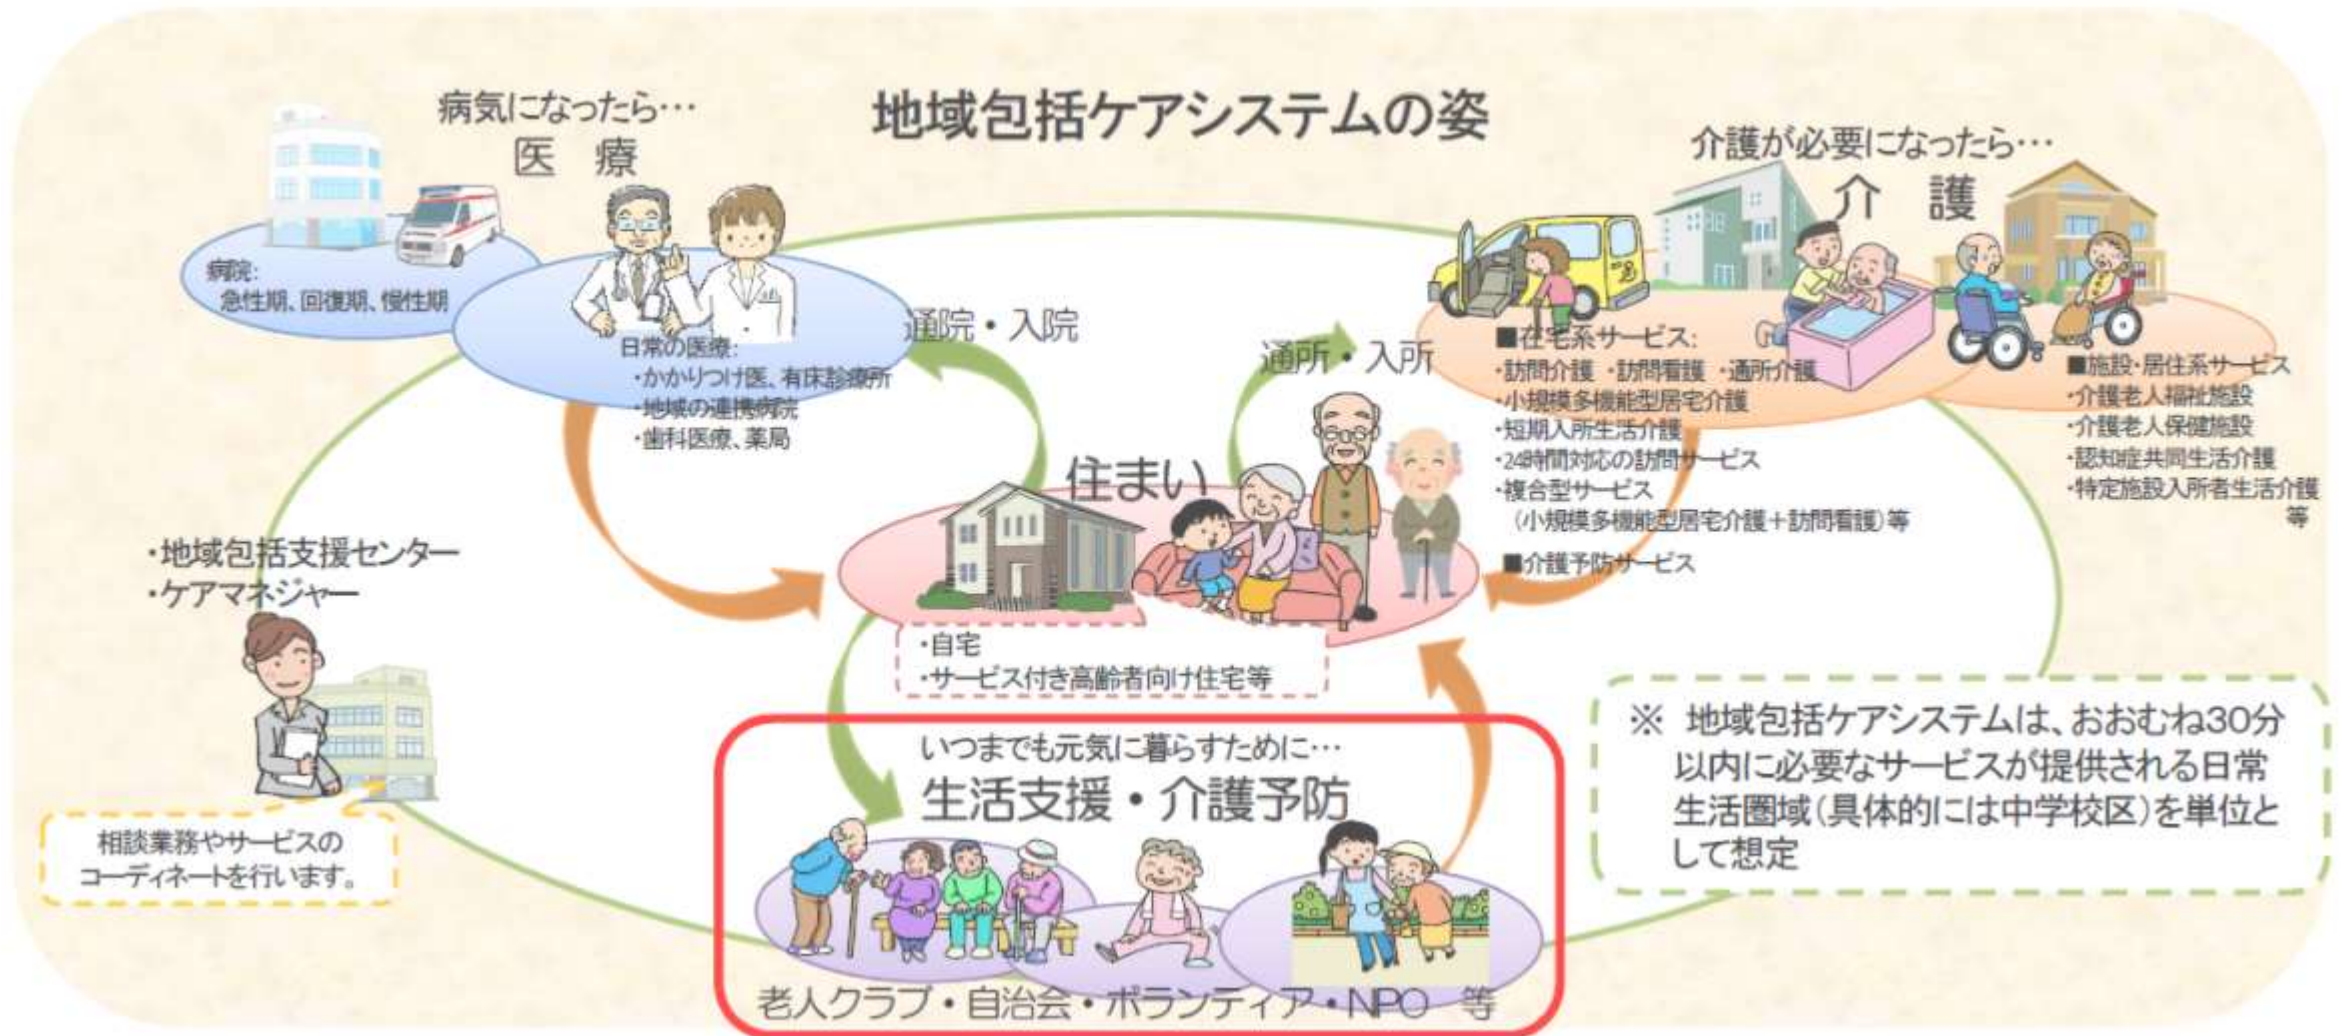 地域包括ケアシステムの姿
病気になったら…
医 療
病院:
急性期、回復期、慢性期
日常の医療:
・かかりつけ医、有床診療所
・地域の連携病院
・歯科医療、薬局
通院・入院
通所・入所
介護が必要になったら…
介 護
■在宅系サービス:
・訪問介護 ・訪問看護 ・通所介護
・小規模多機能型居宅介護
・短期入所生活介護
・24時間対応の訪問サービス
・複合型サービス
（小規模多機能型居宅介護＋訪問看護）等
■介護予防サービス
■施設・居住系サービス
・介護老人福祉施設
・介護老人保健施設
・認知症共同生活介護
・特定施設入所者生活介護
等
住まい
・自宅
・サービス付き高齢者向け住宅等
・地域包括支援センター
・ケアマネジャー
相談業務やサービスの
コーディネートを行います。
いつまでも元気に暮らすために…
生活支援・介護予防
老人クラブ・自治会・ボランティア・NPO 等
※ 地域包括ケアシステムは、おおむね30分
以内に必要なサービスが提供される日常
生活圏域（具体的には中学校区）を単位と
して想定